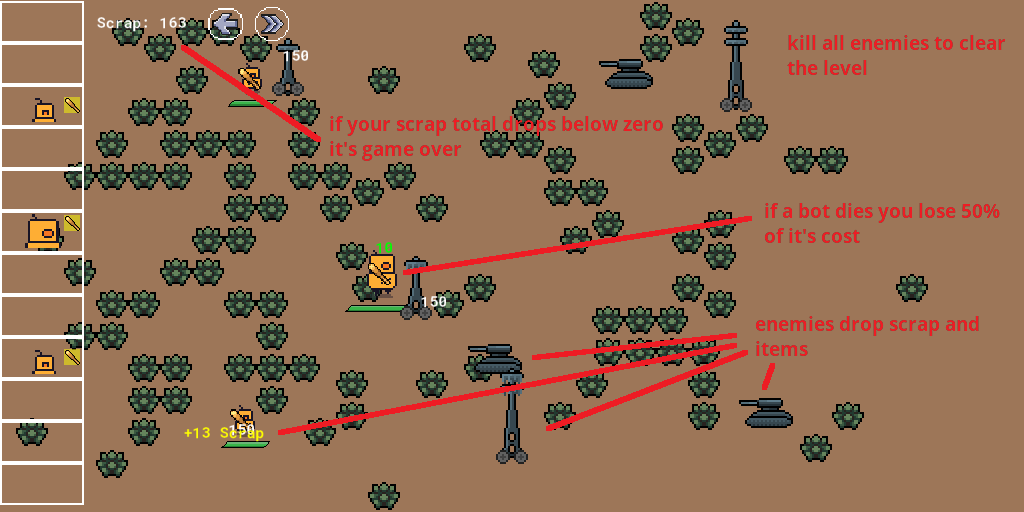 Scrap: 163
150
kill all enemies to clear
the level
if your scrap total drops below zero
it's game over
if a bot dies you lose 50%
of it's cost
10
150
enemies drop scrap and
items
150
+13 Scrap